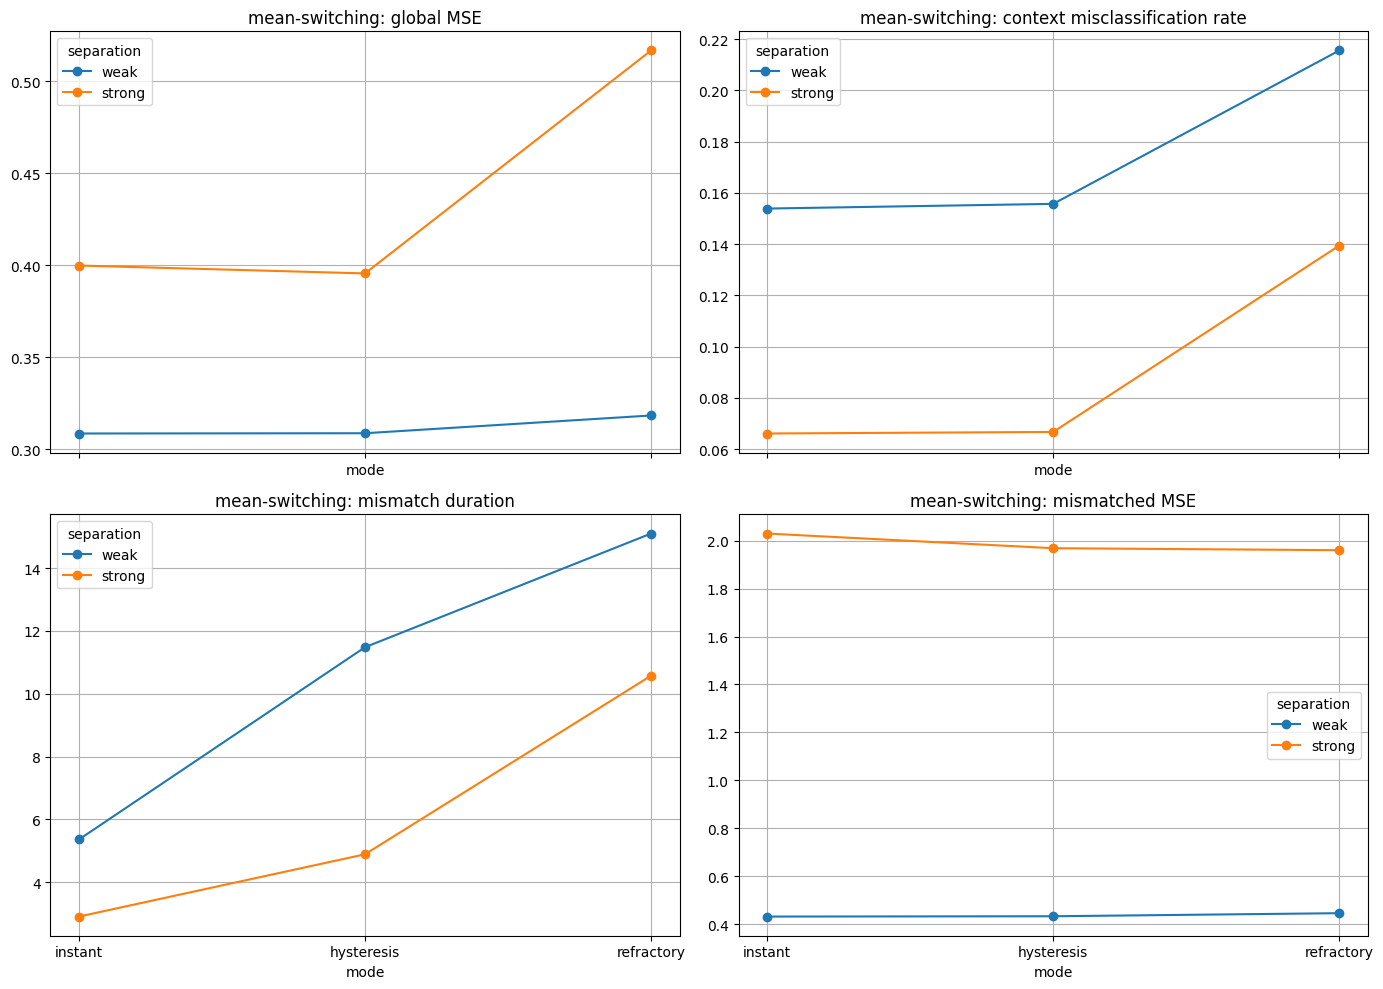 mean-switching: global MSE
separation
weak
strong
0.50
0.45
0.40
0.35
0.30
mode
mean-switching: context misclassification rate
separation
weak
strong
0.22
0.20
0.18
0.16
0.14
0.12
0.10
0.08
0.06
mode
mean-switching: mismatch duration
separation
weak
strong
14
12
10
8
6
4
instant hysteresis refractory
mode
mean-switching: mismatched MSE
2.0
1.8
1.6
1.4
1.2
1.0
0.8
0.6
0.4
separation
weak
strong
instant hysteresis refractory
mode